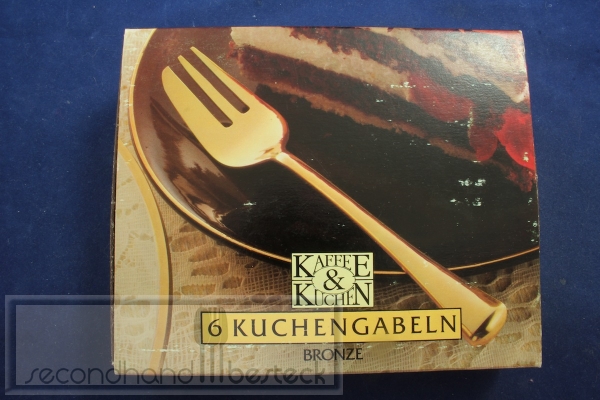 KAFFEE
&
KUCHEN
6 KUCHENGABELN
BRONZE
secondhand besteck